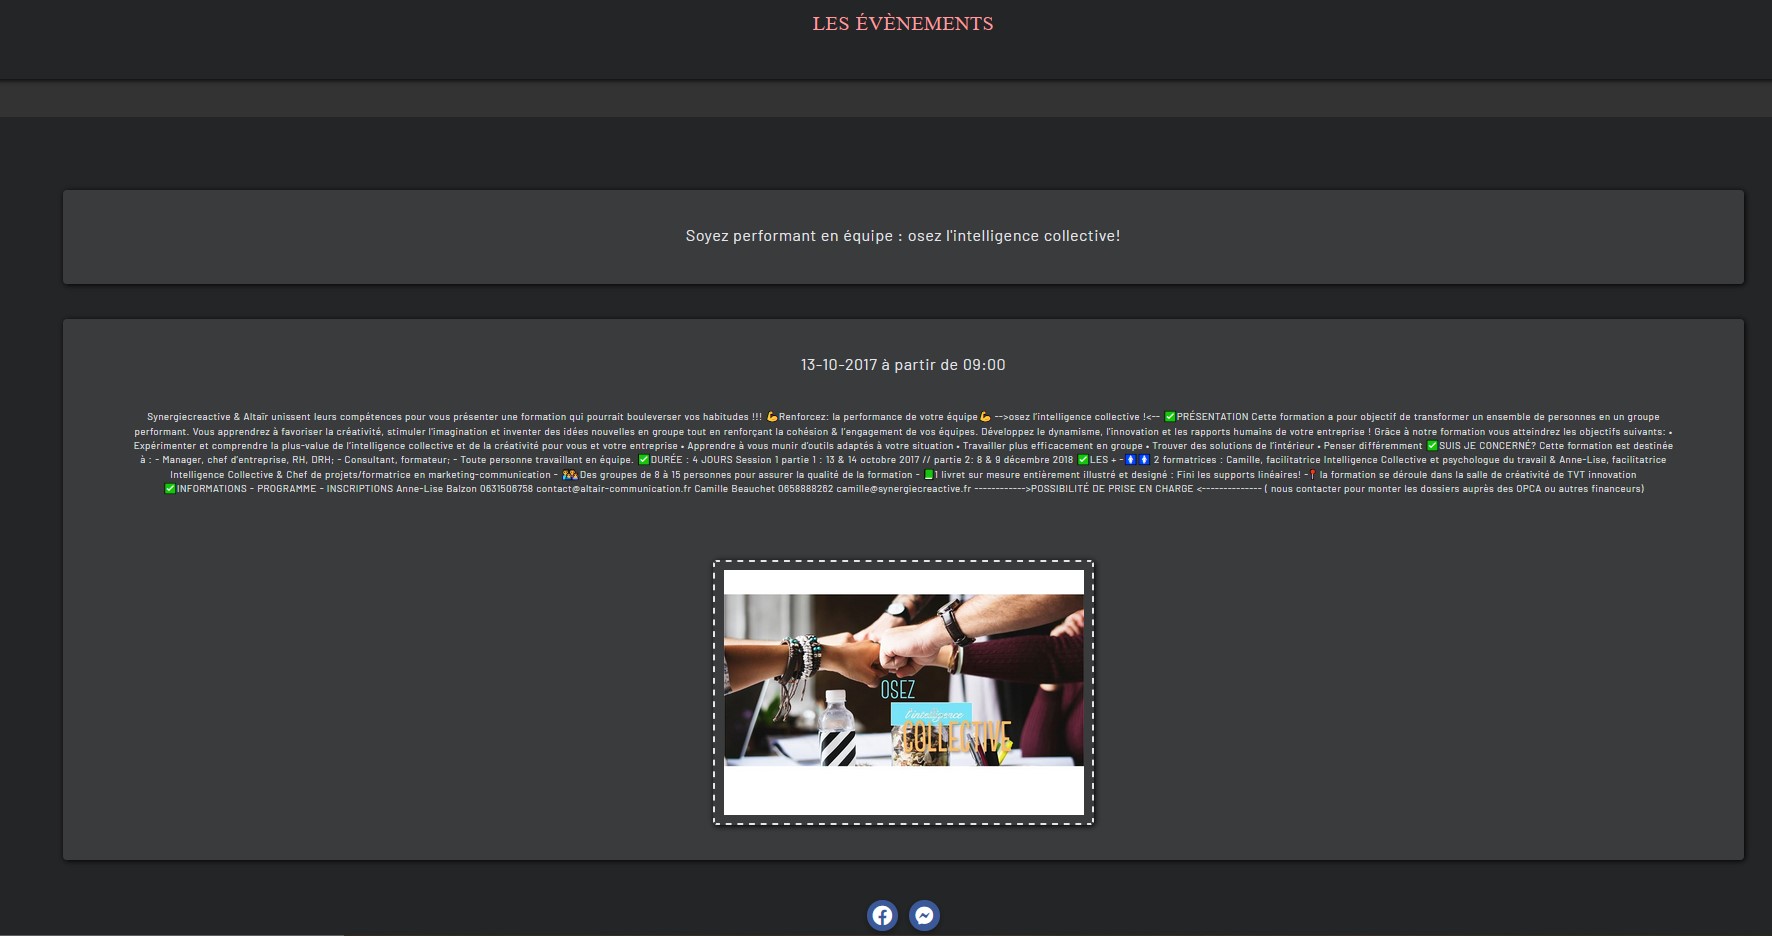 LES ÉVÈNEMENTS
Soyez performant en équipe : osez l'intelligence collective!
13-10-2017 à partir de 09:00
Synergiecreactive & Altaïr unissent leurs compétences pour vous présenter une formation qui pourrait bouleverser vos habitudes !!! 💪Renforcez: la performance de votre équipe💪 -->osez l'intelligence collective !<-- ✅PRÉSENTATION Cette formation a pour objectif de transformer un ensemble de personnes en un groupe
performant. Vous apprendrez à favoriser la créativité, stimuler l'imagination et inventer des idées nouvelles en groupe tout en renforçant la cohésion & l'engagement de vos équipes. Développez le dynamisme, l'innovation et les rapports humains de votre entreprise ! Grâce à notre formation vous atteindrez les objectifs suivants: •
Expérimenter et comprendre la plus-value de l'intelligence collective et de la créativité pour vous et votre entreprise • Apprendre à vous munir d'outils adaptés à votre situation • Travailler plus efficacement en groupe • Trouver des solutions de l'intérieur • Penser différemment ✅SUIS JE CONCERNÉ? Cette formation est destinée
à : - Manager, chef d'entreprise, RH, DRH; - Consultant, formateur; - Toute personne travaillant en équipe. ✅DURÉE : 4 JOURS Session 1 partie 1 : 13 & 14 octobre 2017 // partie 2: 8 & 9 décembre 2018 ✅LES + -🚺🚺 2 formatrices : Camille, facilitatrice Intelligence Collective et psychologue du travail & Anne-Lise, facilitatrice
Intelligence Collective & Chef de projets/formatrice en marketing-communication - 👫Des groupes de 6 à 15 personnes pour assurer la qualité de la formation - 📗1 livret sur mesure entièrement illustré et designé : Fini les supports linéaires! -📍 la formation se déroule dans la salle de créativité de TVT innovation
✅INFORMATIONS - PROGRAMME - INSCRIPTIONS Anne-Lise Balzon 0631506758 contact@altair-communication.fr Camille Beauchet 0658888262 camille@synergiecreactive.fr ------------>POSSIBILITÉ DE PRISE EN CHARGE <-------------- ( nous contacter pour monter les dossiers auprès des OPCA ou autres financeurs)
OSEZ
l'intelligence
COLLECTIVE